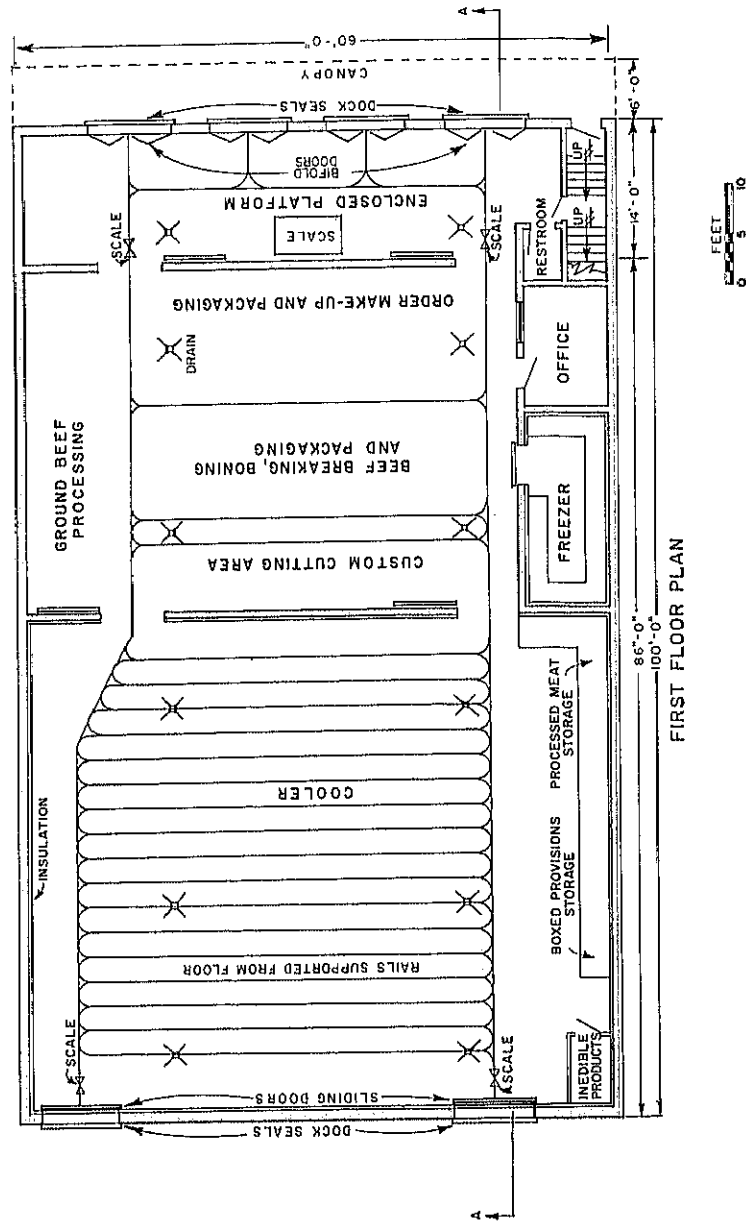 A
60'-0"
CANOPY
6'-0"
DOCK SEALS
BIFOLD
DOORS
ENCLOSED PLATFORM
SCALE
SCALE
SCALE
UP
UP
14'-0"
RESTROOM
ORDER MAKE-UP AND PACKAGING
DRAIN
OFFICE
GROUND BEEF
PROCESSING
BEEF BREAKING, BONING
AND PACKAGING
FREEZER
CUSTOM CUTTING AREA
INSULATION
COOLER
RAILS SUPPORTED FROM FLOOR
PROCESSED MEAT
STORAGE
BOXED PROVISIONS
STORAGE
SCALE
SCALE
SLIDING DOORS
DOCK SEALS
INEDIBLE
PRODUCTS
A
86"-0"
100'-0"
FIRST FLOOR PLAN
FEET
0 5 10